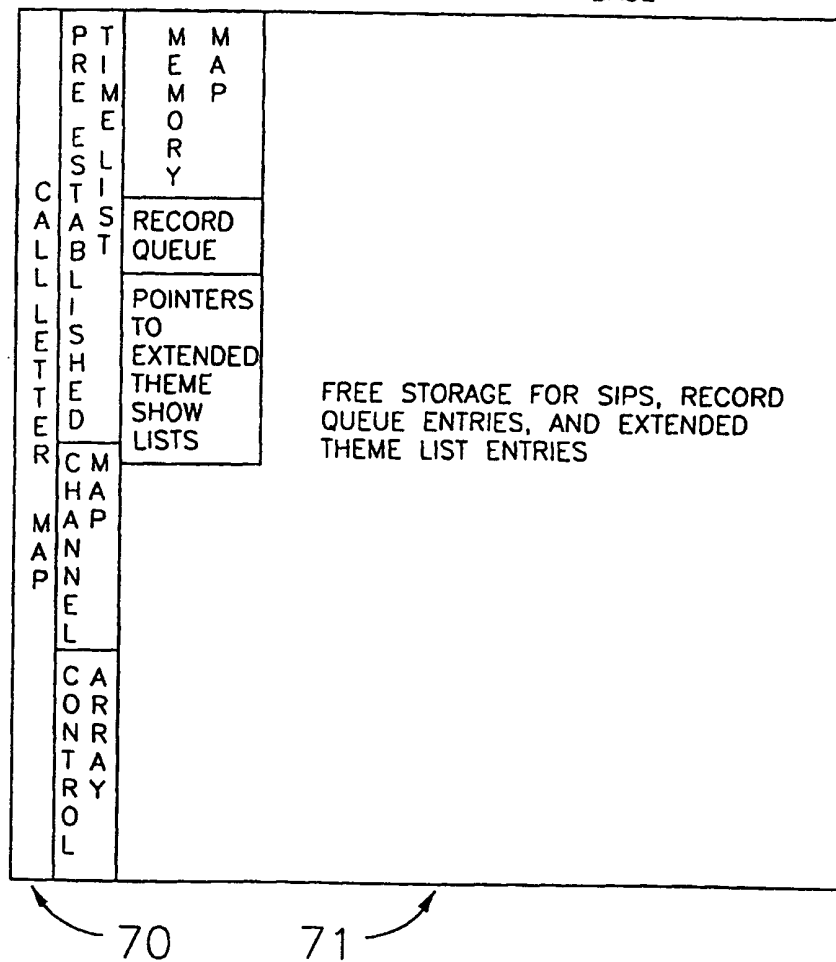 CALL LETTER MAP
PRE ESTABLISHED
TIME LIST
CHANNEL
MAP
CONTROL
ARRAY
MEMORY
MAP
RECORD
QUEUE
POINTERS
TO
EXTENDED
THEME
SHOW
LISTS
FREE STORAGE FOR SIPS, RECORD
QUEUE ENTRIES, AND EXTENDED
THEME LIST ENTRIES
70
71